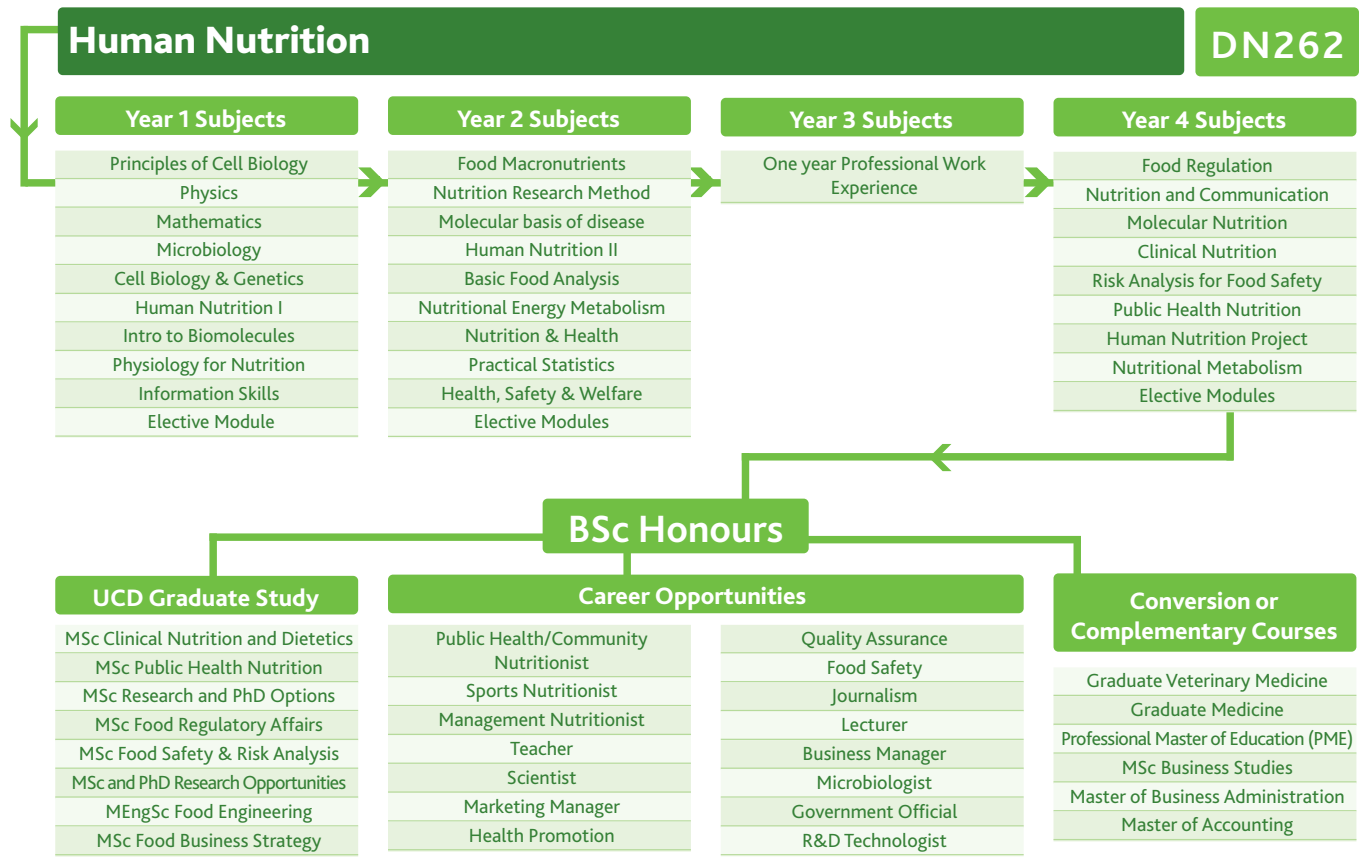 Human Nutrition
DN262
Year 1 Subjects
Principles of Cell Biology
Physics
Mathematics
Microbiology
Cell Biology & Genetics
Human Nutrition I
Intro to Biomolecules
Physiology for Nutrition
Information Skills
Elective Module
Year 2 Subjects
Food Macronutrients
Nutrition Research Method
Molecular basis of disease
Human Nutrition II
Basic Food Analysis
Nutritional Energy Metabolism
Nutrition & Health
Practical Statistics
Health, Safety & Welfare
Elective Modules
Year 3 Subjects
One year Professional Work
Experience
Year 4 Subjects
Food Regulation
Nutrition and Communication
Molecular Nutrition
Clinical Nutrition
Risk Analysis for Food Safety
Public Health Nutrition
Human Nutrition Project
Nutritional Metabolism
Elective Modules
BSc Honours
UCD Graduate Study
MSc Clinical Nutrition and Dietetics
MSc Public Health Nutrition
MSc Research and PhD Options
MSc Food Regulatory Affairs
MSc Food Safety & Risk Analysis
MSc and PhD Research Opportunities
MEngSc Food Engineering
MSc Food Business Strategy
Career Opportunities
Public Health/Community
Nutritionist
Sports Nutritionist
Management Nutritionist
Teacher
Scientist
Marketing Manager
Health Promotion
Quality Assurance
Food Safety
Journalism
Lecturer
Business Manager
Microbiologist
Government Official
R&D Technologist
Conversion or
Complementary Courses
Graduate Veterinary Medicine
Graduate Medicine
Professional Master of Education (PME)
MSc Business Studies
Master of Business Administration
Master of Accounting